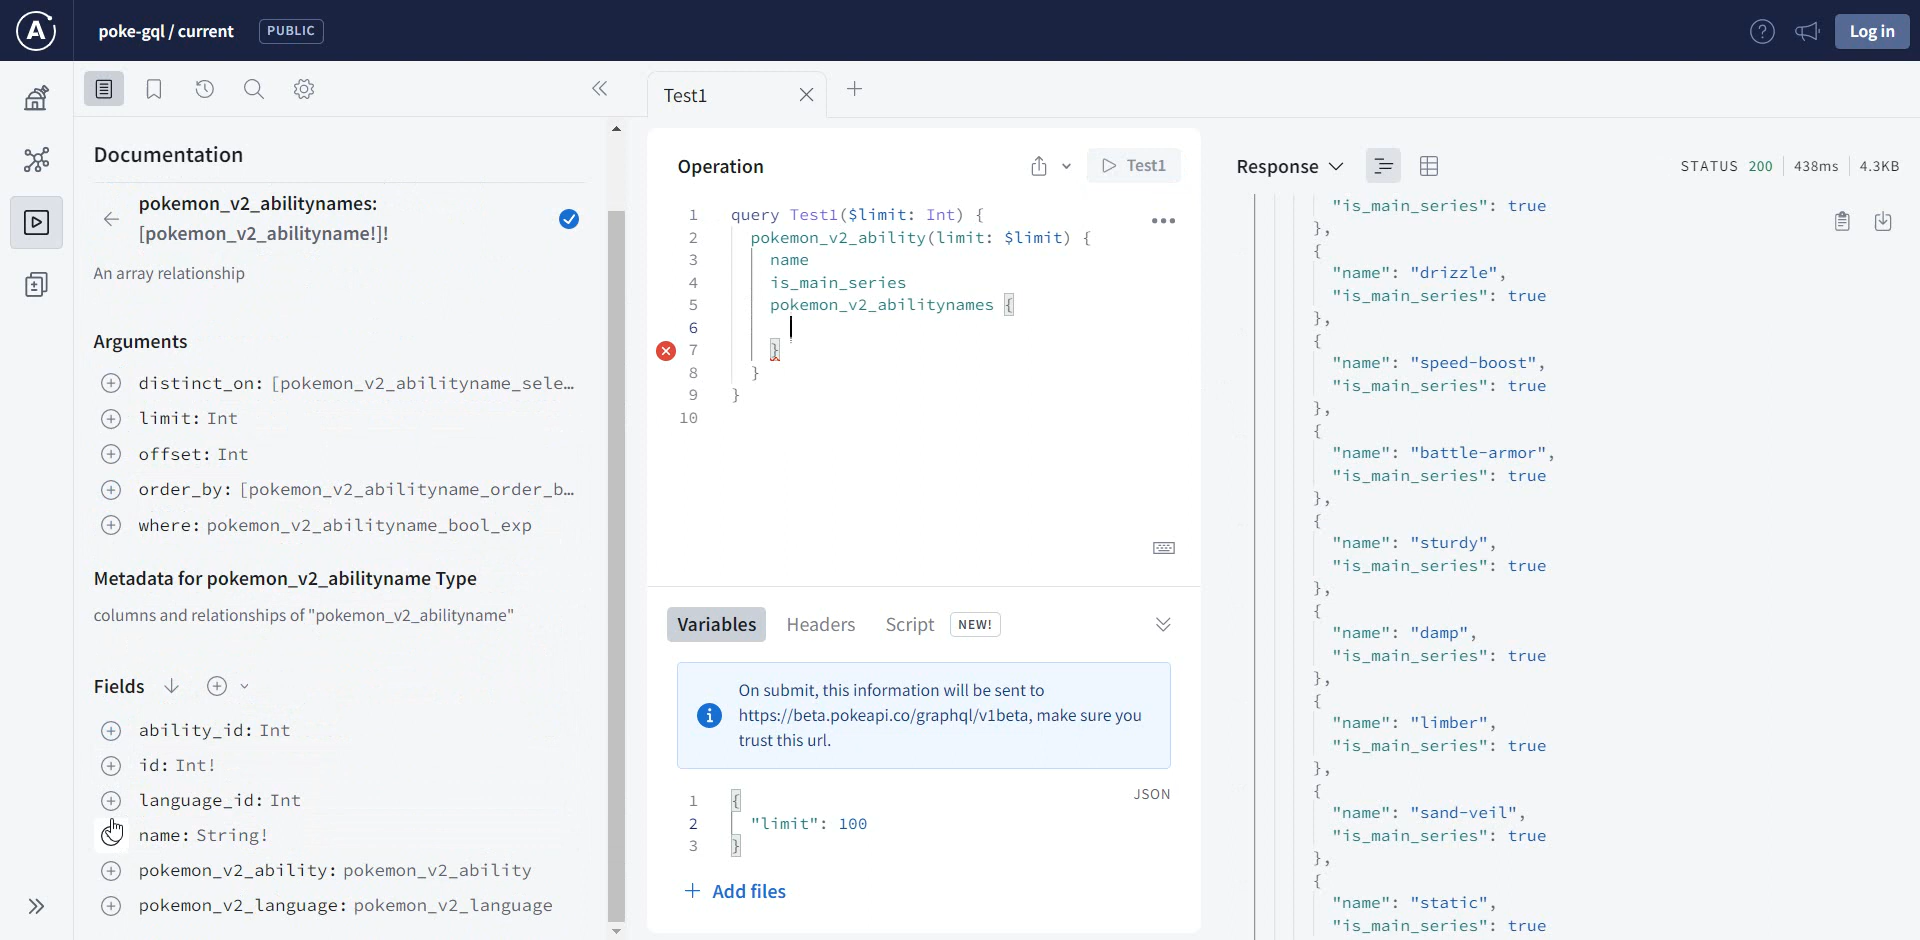 poke-gql / current
PUBLIC
Log in
Test1
Documentation
pokemon_v2_abilitynames:
[pokemon_v2_abilityname!]!
An array relationship
Arguments
distinct_on: [pokemon_v2_abilityname_sele...
limit: Int
offset: Int
order_by: [pokemon_v2_abilityname_order_b...
where: pokemon_v2_abilityname_bool_exp
Metadata for pokemon_v2_abilityname Type
columns and relationships of "pokemon_v2_abilityname"
Fields
ability_id: Int
id: Int!
language_id: Int
name: String!
pokemon_v2_ability: pokemon_v2_ability
pokemon_v2_language: pokemon_v2_language
Operation
Test1
1 query Test1($limit: Int) {
2 pokemon_v2_ability(limit: $limit) {
3 name
4 is_main_series
5 pokemon_v2_abilitynames {
6
7 }
8 }
9 }
10
Variables Headers Script NEW!
On submit, this information will be sent to
https://beta.pokeapi.co/graphql/v1beta, make sure you
trust this url.
JSON
1 {
2 "limit": 100
3 }
+ Add files
Response
STATUS 200 438ms 4.3KB
"is_main_series": true
},
{
"name": "drizzle",
"is_main_series": true
},
{
"name": "speed-boost",
"is_main_series": true
},
{
"name": "battle-armor",
"is_main_series": true
},
{
"name": "sturdy",
"is_main_series": true
},
{
"name": "damp",
"is_main_series": true
},
{
"name": "limber",
"is_main_series": true
},
{
"name": "sand-veil",
"is_main_series": true
},
{
"name": "static",
"is_main_series": true